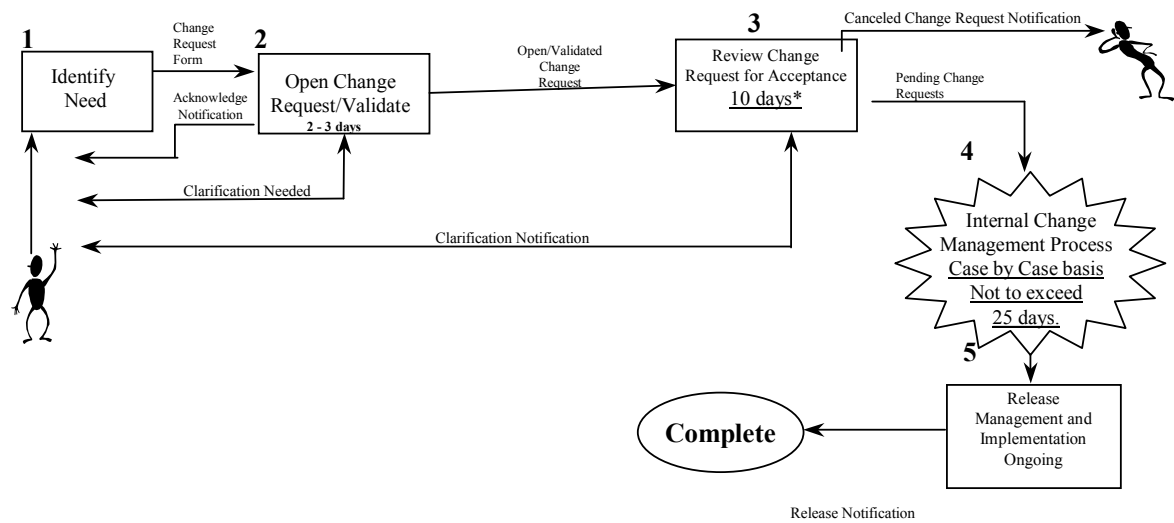 1
Identify
Need
Change
Request
Form
Acknowledge
Notification
2
Open Change
Request/Validate
2 - 3 days
Clarification Needed
Clarification Notification
Open/Validated
Change
Request
3
Review Change
Request for Acceptance
10 days*
Canceled Change Request Notification
Pending Change
Requests
4
Internal Change
Management Process
Case by Case basis
Not to exceed
25 days.
5
Release
Management and
Implementation
Ongoing
Complete
Release Notification